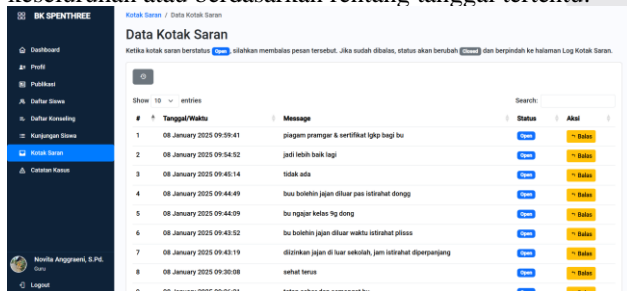 keseluruhan atau berdasarkan rentang tanggal tertentu.
BK SPENTHREE
Dashboard
Profil
Publikasi
Daftar Siswa
Daftar Konseling
Kunjungan Siswa
Kotak Saran
Catatan Kasus
Novita Anggraeni, S.Pd.
Guru
Logout
Kotak Saran / Data Kotak Saran
Data Kotak Saran
Ketika kotak saran berstatus Open, silahkan membalas pesan tersebut. Jika sudah dibalas, status akan berubah Closed dan berpindah ke halaman Log Kotak Saran.
Show 10 entries Search:
# Tanggal/Waktu Message Status Aksi
1 08 January 2025 09:59:41 piagam pramgar & sertifikat lgkp bagi bu Open Balas
2 08 January 2025 09:54:52 jadi lebih baik lagi Open Balas
3 08 January 2025 09:45:14 tidak ada Open Balas
4 08 January 2025 09:44:49 buu bolehin jajan diluar pas istirahat dongg Open Balas
5 08 January 2025 09:44:09 bu ngajar kelas 9g dong Open Balas
6 08 January 2025 09:43:52 bu bolehin jajan diluar waktu istirahat plisss Open Balas
7 08 January 2025 09:43:19 diizinkan jajan di luar sekolah, jam istirahat diperpanjang Open Balas
8 08 January 2025 09:30:08 sehat terus Open Balas